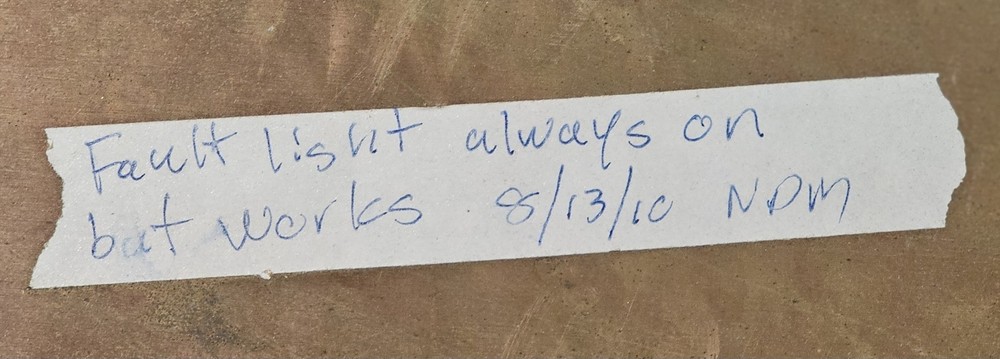 Fault light always on
but works 8/13/10 NDM